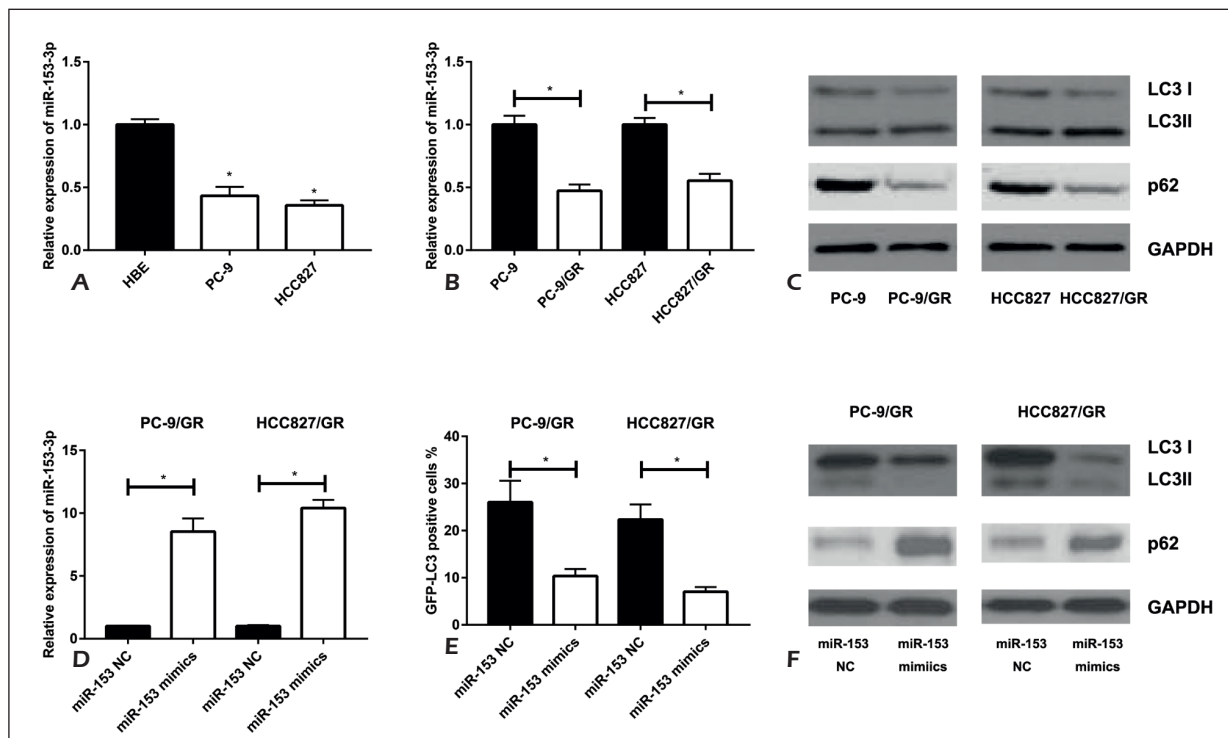 Relative expression of miR-153-3p
1.5
1.0
0.5
0.0
*
*
HBE
PC-9
HCC827
A
Relative expression of miR-153-3p
1.5
1.0
0.5
0.0
*
*
PC-9
PC-9/GR
HCC827
HCC827/GR
B
LC3 I
LC3II
p62
GAPDH
PC-9 PC-9/GR HCC827 HCC827/GR
C
PC-9/GR HCC827/GR
Relative expression of miR-153-3p
15
10
5
0
*
*
miR-153 NC
miR-153 mimics
miR-153 NC
miR-153 mimics
D
PC-9/GR HCC827/GR
GFP-LC3 positive cells %
40
30
20
10
0
*
*
miR-153 NC
miR-153 mimics
miR-153 NC
miR-153 mimics
E
PC-9/GR HCC827/GR
LC3 I
LC3II
p62
GAPDH
miR-153 miR-153 miR-153 miR-153
NC mimiics NC mimics
F